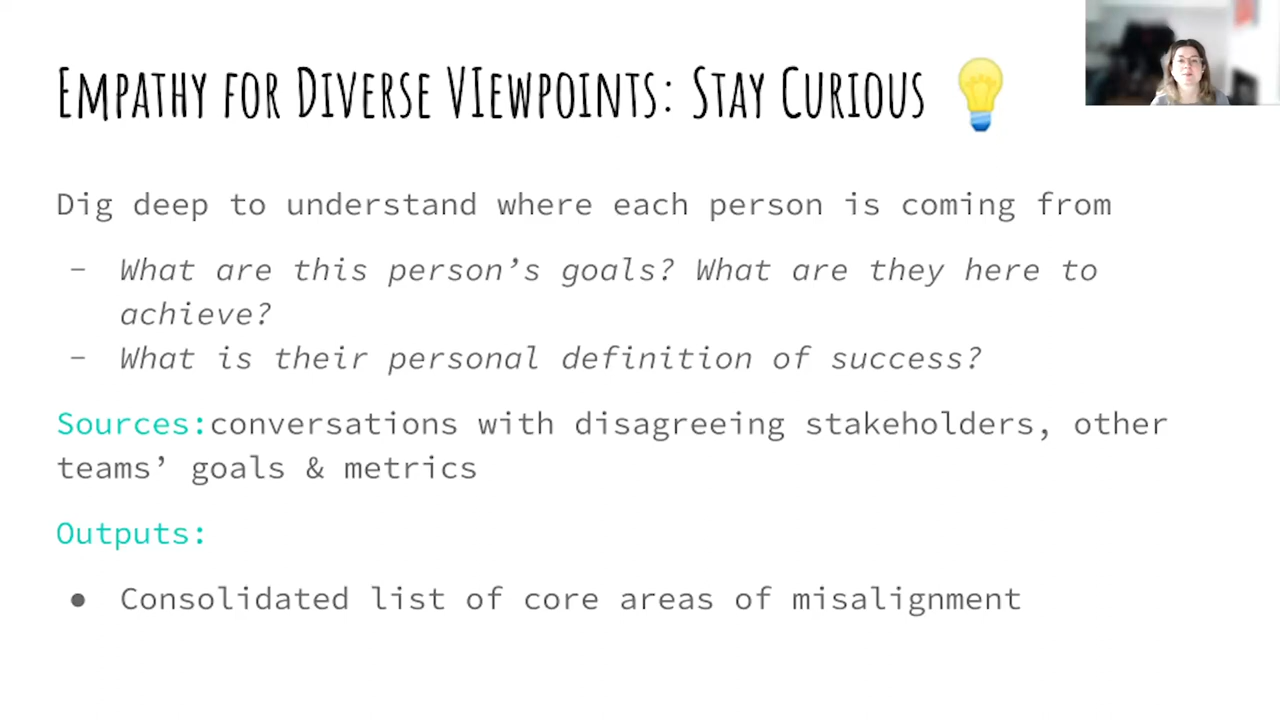 Empathy for Diverse VIewpoints: Stay Curious 💡
Dig deep to understand where each person is coming from
- What are this person’s goals? What are they here to
achieve?
- What is their personal definition of success?
Sources:conversations with disagreeing stakeholders, other
teams’ goals & metrics
Outputs:
● Consolidated list of core areas of misalignment